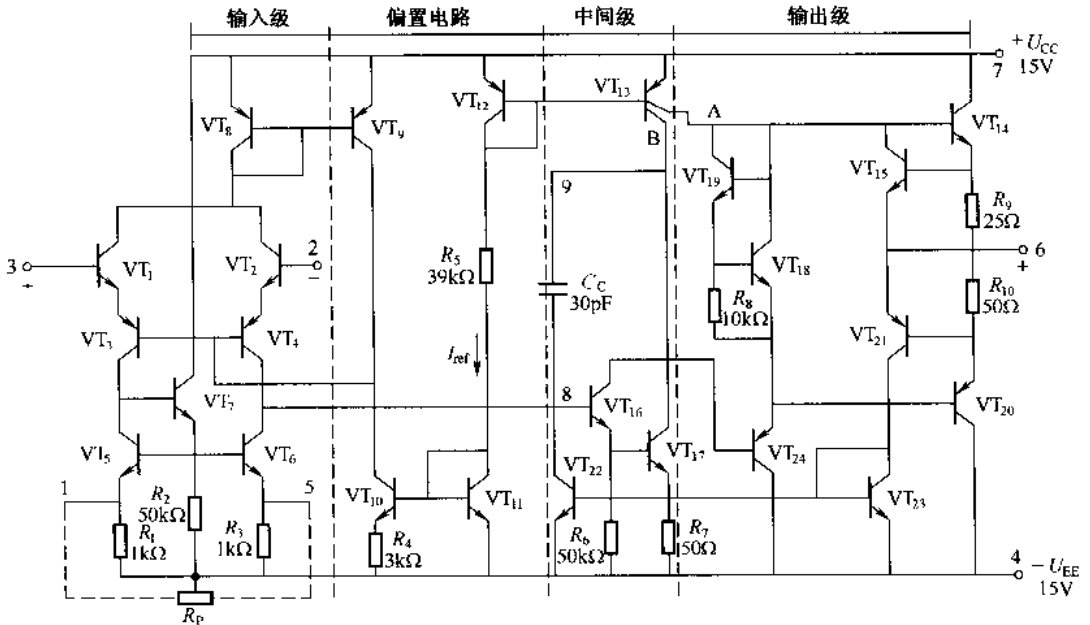 输入级
偏置电路
中间级
输出级
+U_CC
7
15V
VT8
VT9
VT12
VT13
A
B
VT14
VT19
VT15
R9
25Ω
9
3
+
VT1
VT2
2
−
R5
39kΩ
C_C
30pF
VT18
6
+
R10
50Ω
R8
10kΩ
VT3
VT4
I_ref
VT21
VT7
8
VT16
VT20
VT5
VT6
VT17
VT24
1
5
R2
50kΩ
VT10
VT11
VT22
VT23
R1
1kΩ
R3
1kΩ
R4
3kΩ
R6
50kΩ
R7
50Ω
4
−U_EE
15V
R_P